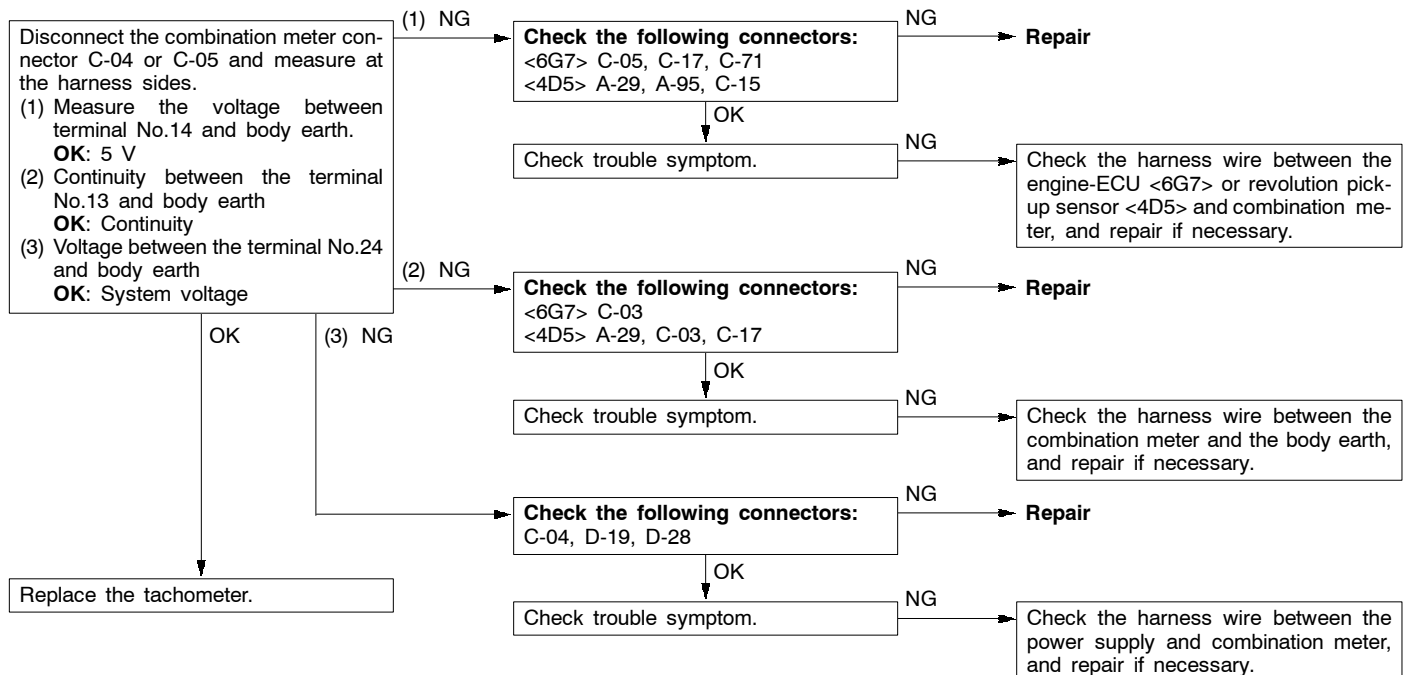 Disconnect the combination meter con-
nector C-04 or C-05 and measure at
the harness sides.
(1) Measure the voltage between
terminal No.14 and body earth.
OK: 5 V
(2) Continuity between the terminal
No.13 and body earth
OK: Continuity
(3) Voltage between the terminal No.24
and body earth
OK: System voltage
(1) NG
Check the following connectors:
<6G7> C-05, C-17, C-71
<4D5> A-29, A-95, C-15
NG
Repair
OK
Check trouble symptom.
NG
Check the harness wire between the
engine-ECU <6G7> or revolution pick-
up sensor <4D5> and combination me-
ter, and repair if necessary.
(2) NG
Check the following connectors:
<6G7> C-03
<4D5> A-29, C-03, C-17
NG
Repair
OK
Check trouble symptom.
NG
Check the harness wire between the
combination meter and the body earth,
and repair if necessary.
OK
(3) NG
Check the following connectors:
C-04, D-19, D-28
NG
Repair
OK
Replace the tachometer.
Check trouble symptom.
NG
Check the harness wire between the
power supply and combination meter,
and repair if necessary.